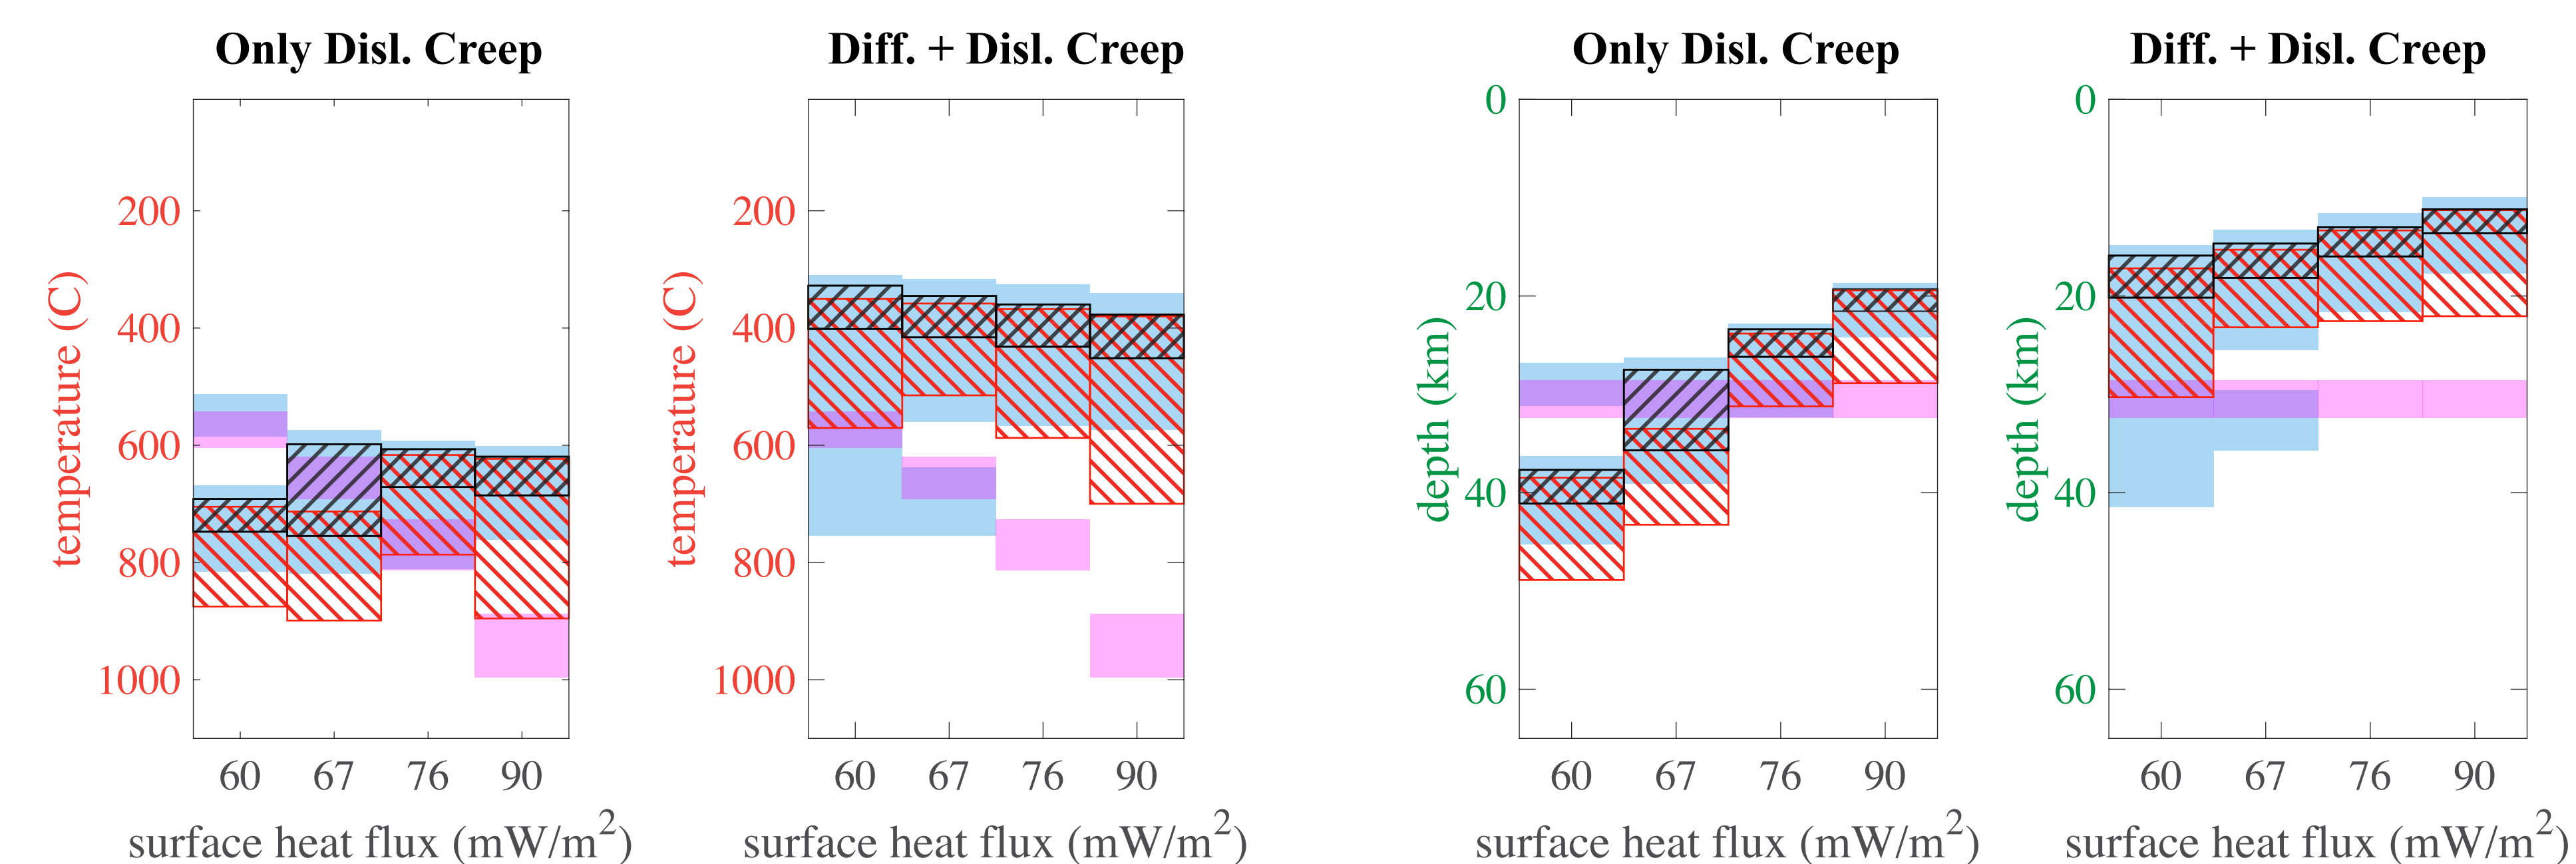 Only Disl. Creep
temperature (C)
200
400
600
800
1000
60 67 76 90
surface heat flux (mW/m²)
Diff. + Disl. Creep
temperature (C)
200
400
600
800
1000
60 67 76 90
surface heat flux (mW/m²)
Only Disl. Creep
depth (km)
0
20
40
60
60 67 76 90
surface heat flux (mW/m²)
Diff. + Disl. Creep
depth (km)
0
20
40
60
60 67 76 90
surface heat flux (mW/m²)